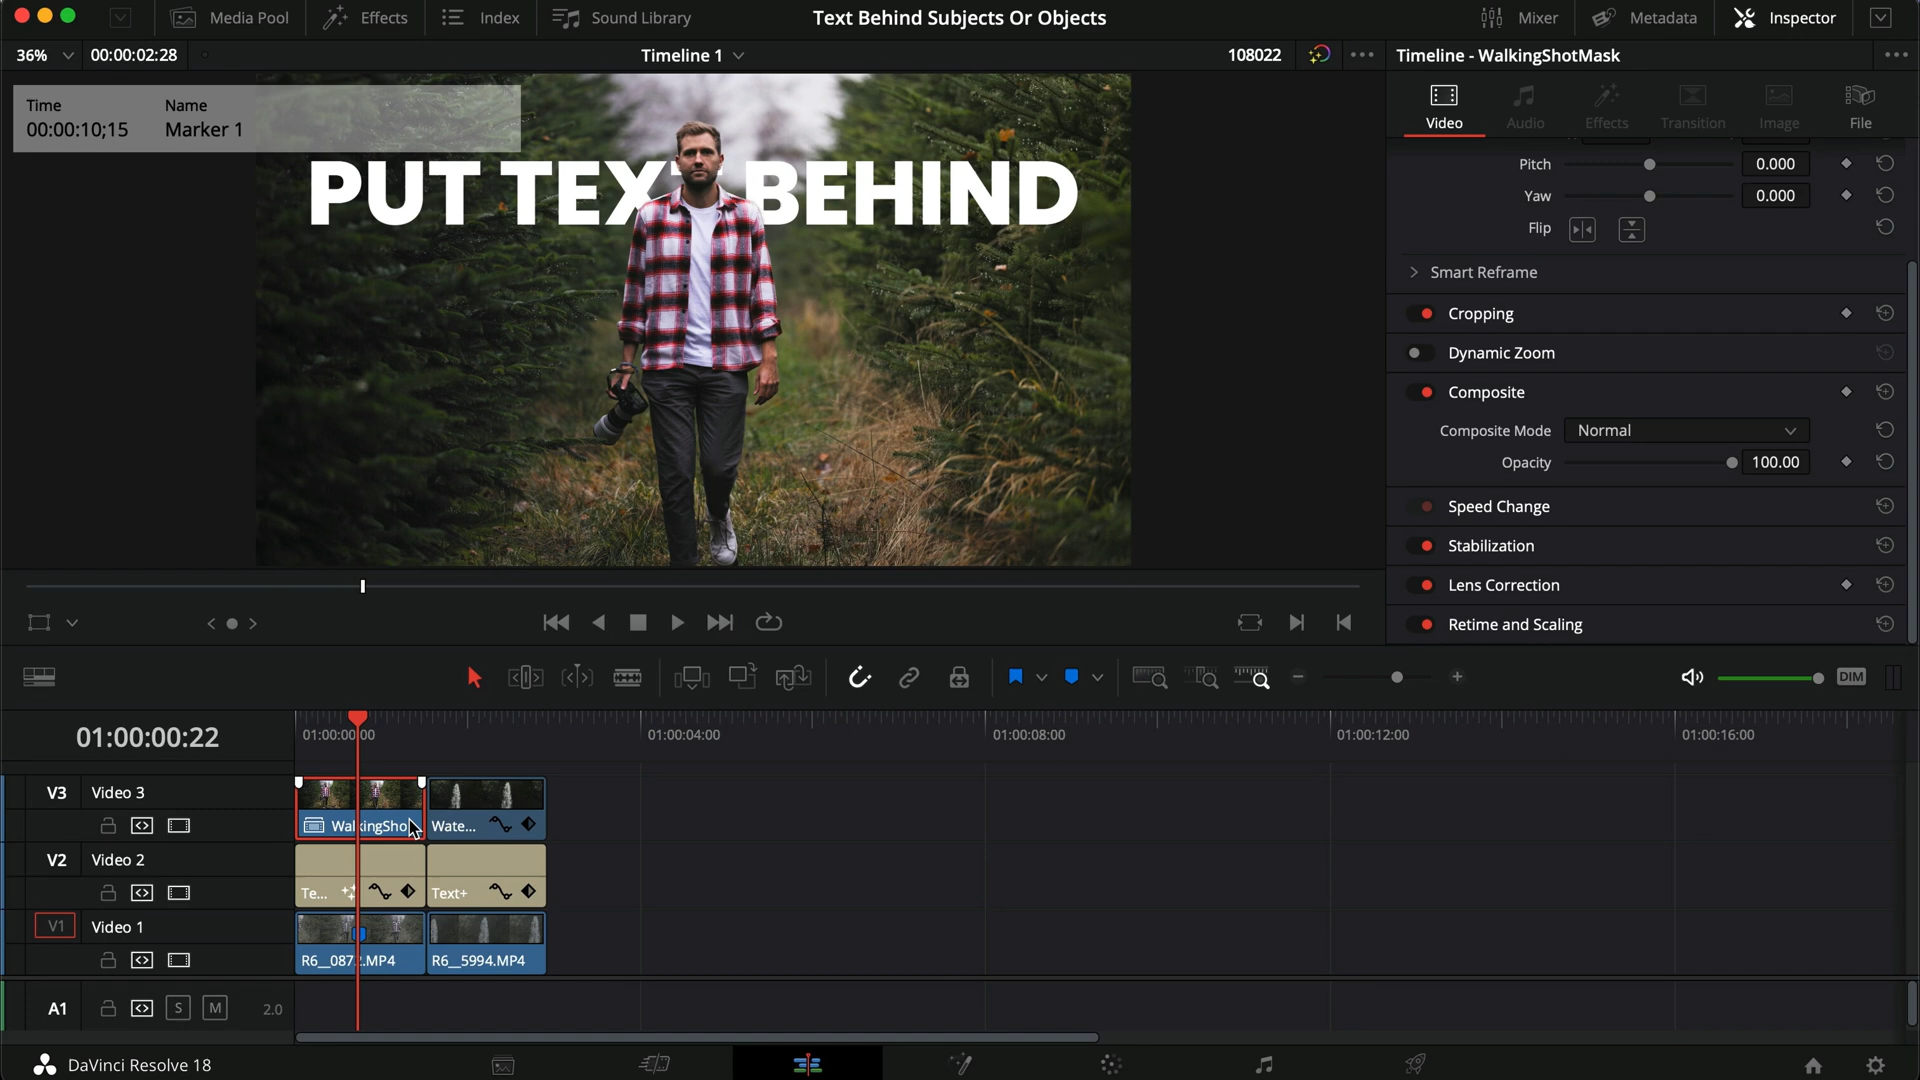 Media Pool Effects Index Sound Library Text Behind Subjects Or Objects Mixer Metadata Inspector
36% 00:00:02:28 Timeline 1 108022 Timeline - WalkingShotMask
Time Name
00:00:10;15 Marker 1
PUT TEXT BEHIND
Video Audio Effects Transition Image File
Pitch 0.000
Yaw 0.000
Flip
Smart Reframe
Cropping
Dynamic Zoom
Composite
Composite Mode Normal
Opacity 100.00
Speed Change
Stabilization
Lens Correction
Retime and Scaling
DIM
01:00:00:22
01:00:00:00 01:00:04:00 01:00:08:00 01:00:12:00 01:00:16:00
V3 Video 3
WalkingSho Wate...
V2 Video 2
Te... Text+
V1 Video 1
R6__0872.MP4 R6__5994.MP4
A1 S M 2.0
DaVinci Resolve 18